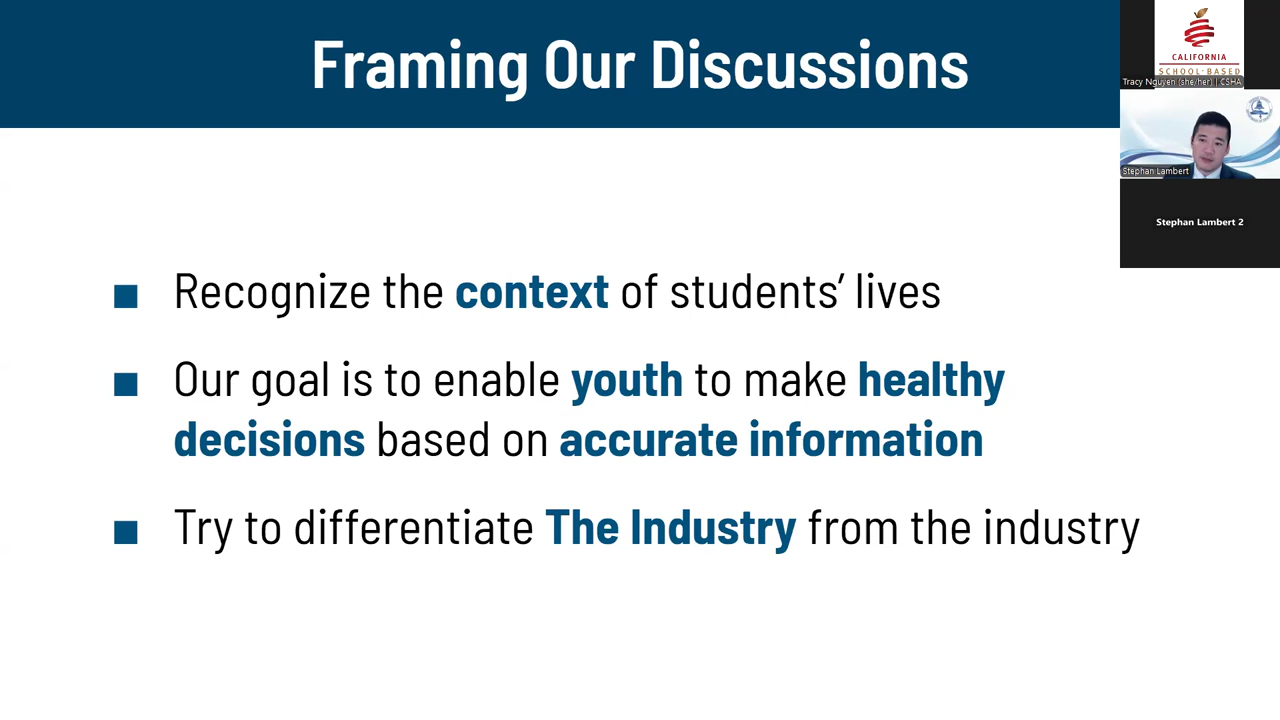 Framing Our Discussions
■ Recognize the context of students’ lives
■ Our goal is to enable youth to make healthy
decisions based on accurate information
■ Try to differentiate The Industry from the industry
CALIFORNIA
SCHOOL-BASED
Tracy Nguyen (she/her) | CSHA
Stephan Lambert
Stephan Lambert 2